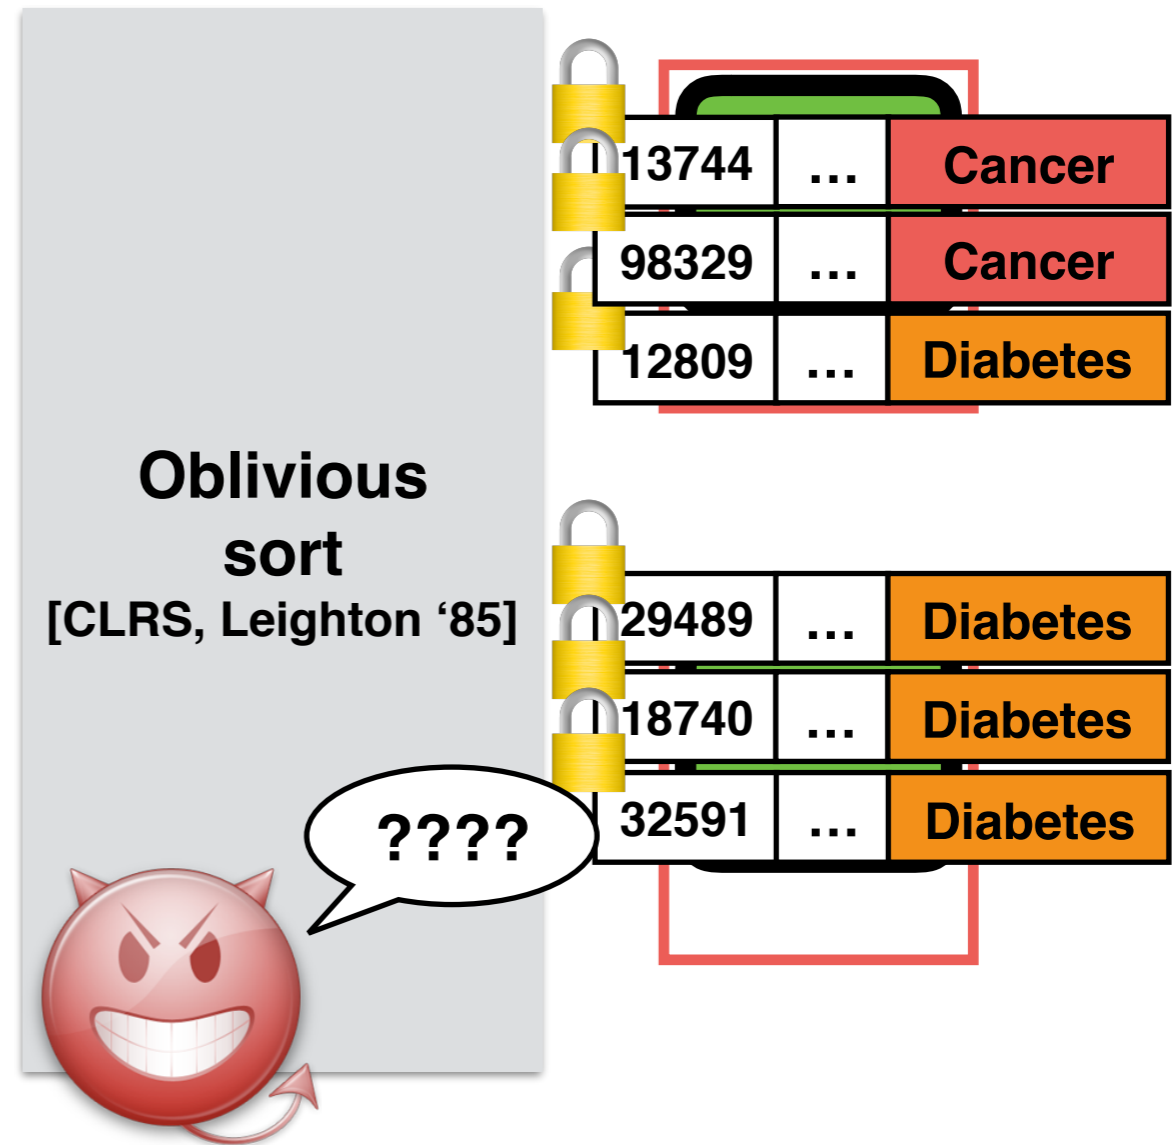 Oblivious
sort
[CLRS, Leighton ‘85]
????
13744 ... Cancer
98329 ... Cancer
12809 ... Diabetes
29489 ... Diabetes
18740 ... Diabetes
32591 ... Diabetes